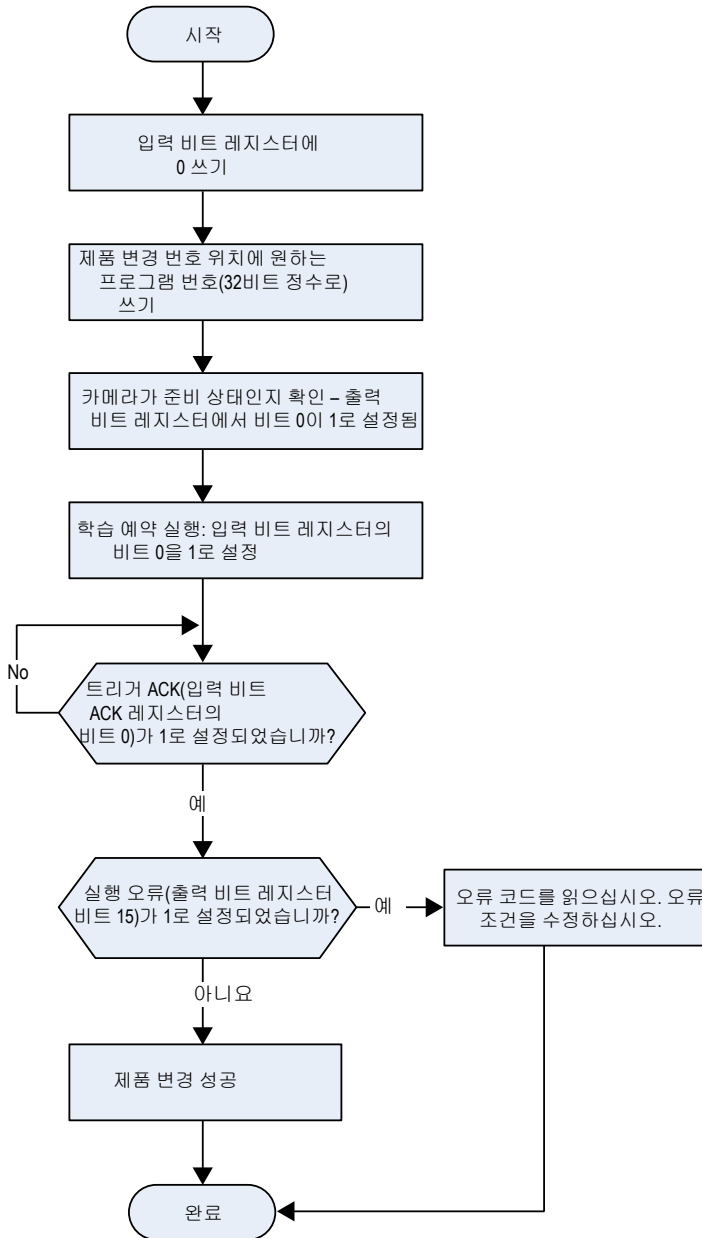 시작
입력 비트 레지스터에
0 쓰기
제품 변경 번호 위치에 원하는
프로그램 번호(32비트 정수로)
쓰기
카메라가 준비 상태인지 확인 – 출력
비트 레지스터에서 비트 0이 1로 설정됨
학습 예약 실행: 입력 비트 레지스터의
비트 0을 1로 설정
No
트리거 ACK(입력 비트
ACK 레지스터의
비트 0)가 1로 설정되었습니까?
예
실행 오류(출력 비트 레지스터
비트 15)가 1로 설정되었습니까?
예
오류 코드를 읽으십시오. 오류
조건을 수정하십시오.
아니요
제품 변경 성공
완료